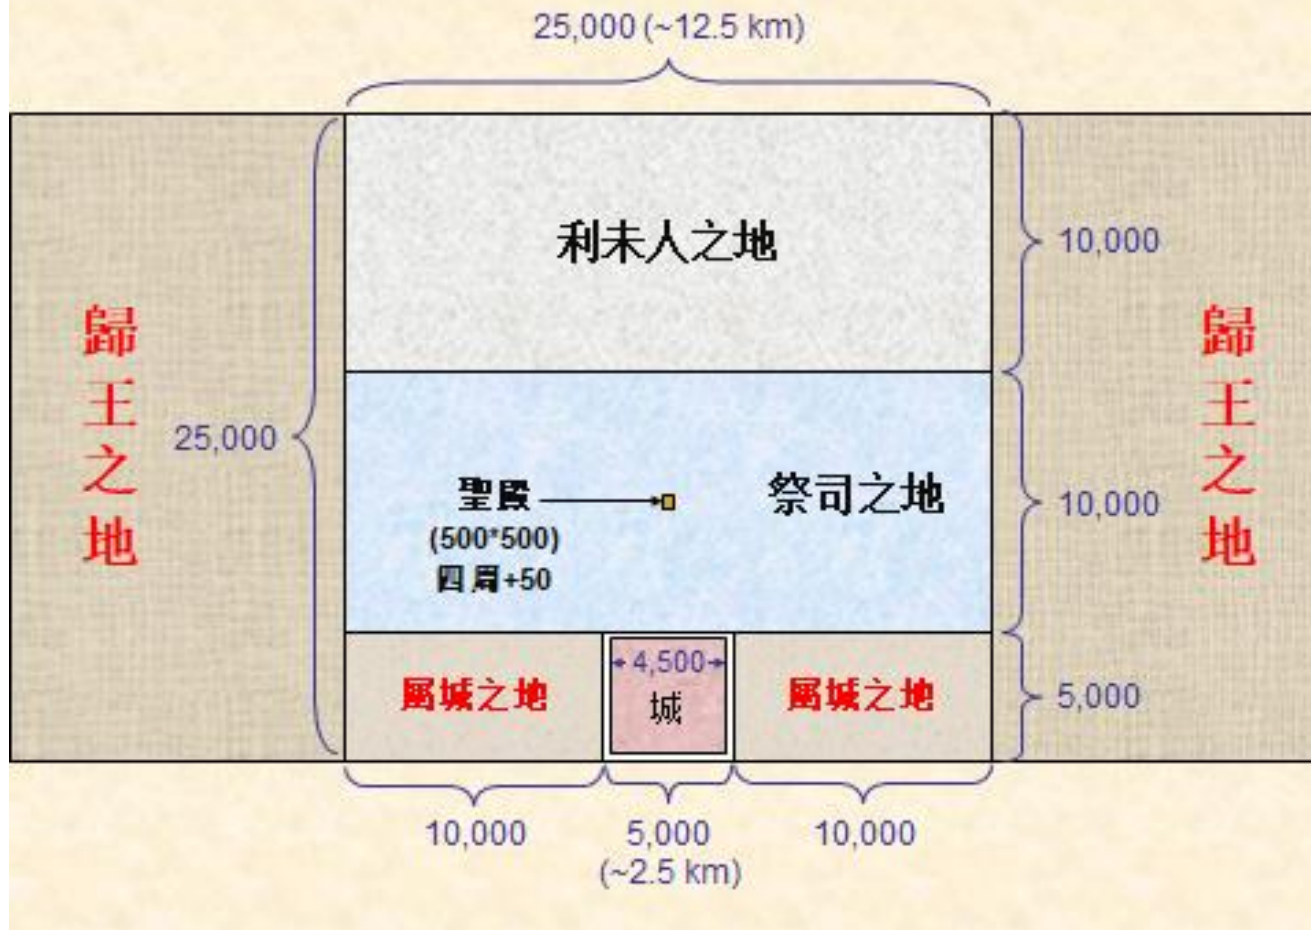 25,000 (~12.5 km)
利未人之地
10,000
歸王之地
歸王之地
25,000
聖殿
(500*500)
四周+50
祭司之地
10,000
4,500
城
屬城之地
屬城之地
5,000
10,000
5,000
(~2.5 km)
10,000